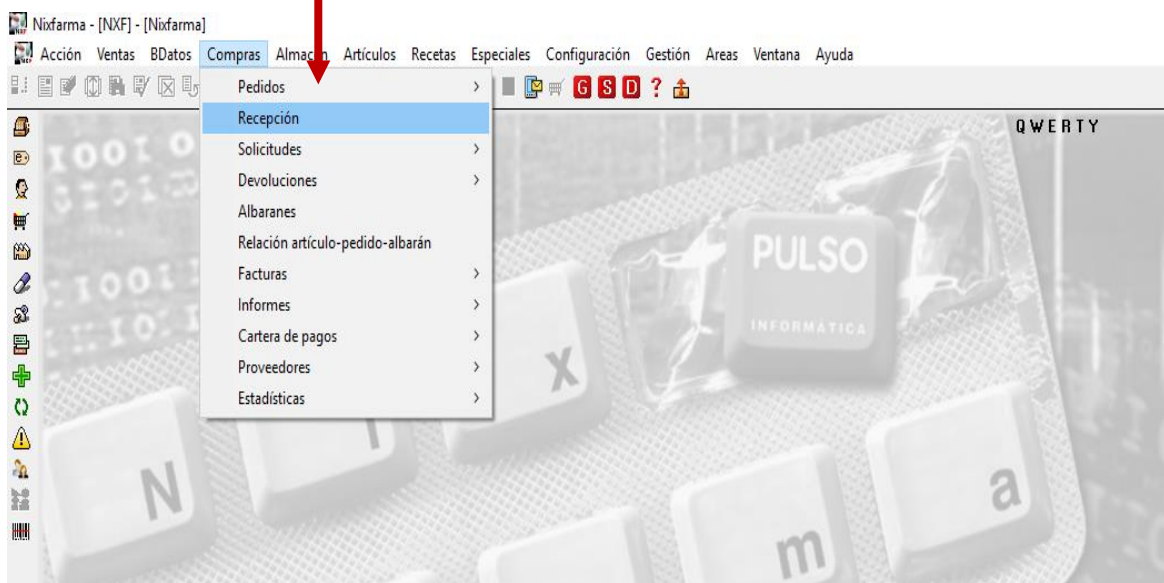 Nixfarma - [NXF] - [Nixfarma]
Acción Ventas BDatos Compras Almacén Artículos Recetas Especiales Configuración Gestión Areas Ventana Ayuda
G S D ?
Pedidos >
Recepción
QWERTY
Solicitudes >
Devoluciones >
Albaranes
Relación artículo-pedido-albarán
Facturas >
Informes >
Cartera de pagos >
Proveedores >
Estadísticas >
PULSO
INFORMATICA
N
i
x
a
m